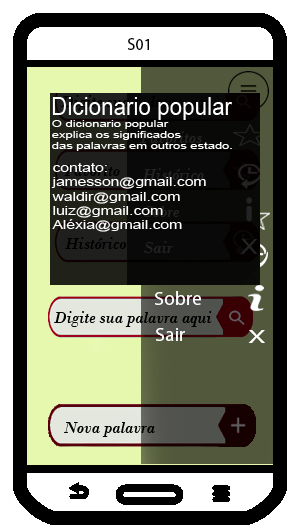 S01
Dicionario popular
O dicionario popular
explica os significados
das palavras em outros estado.
contato:
jamesson@gmail.com
waldir@gmail.com
luiz@gmail.com
Aléxia@gmail.com
Histórico
Histórico
Sair
Sobre
Digite sua palavra aqui
Sair
Nova palavra